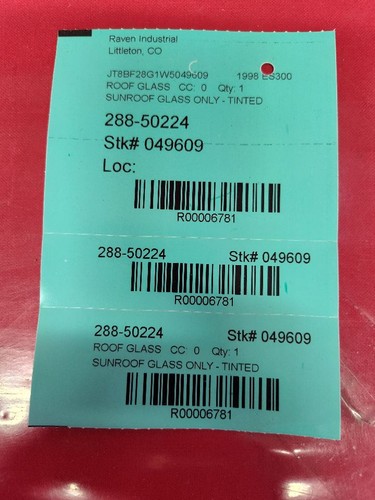 Raven Industrial
Littleton, CO
JT8BF28G1W5049609 1998 ES300
ROOF GLASS CC: 0 Qty: 1
SUNROOF GLASS ONLY - TINTED
288-50224
Stk# 049609
Loc:
R00006781
288-50224 Stk# 049609
R00006781
288-50224 Stk# 049609
ROOF GLASS CC: 0 Qty: 1
SUNROOF GLASS ONLY - TINTED
R00006781